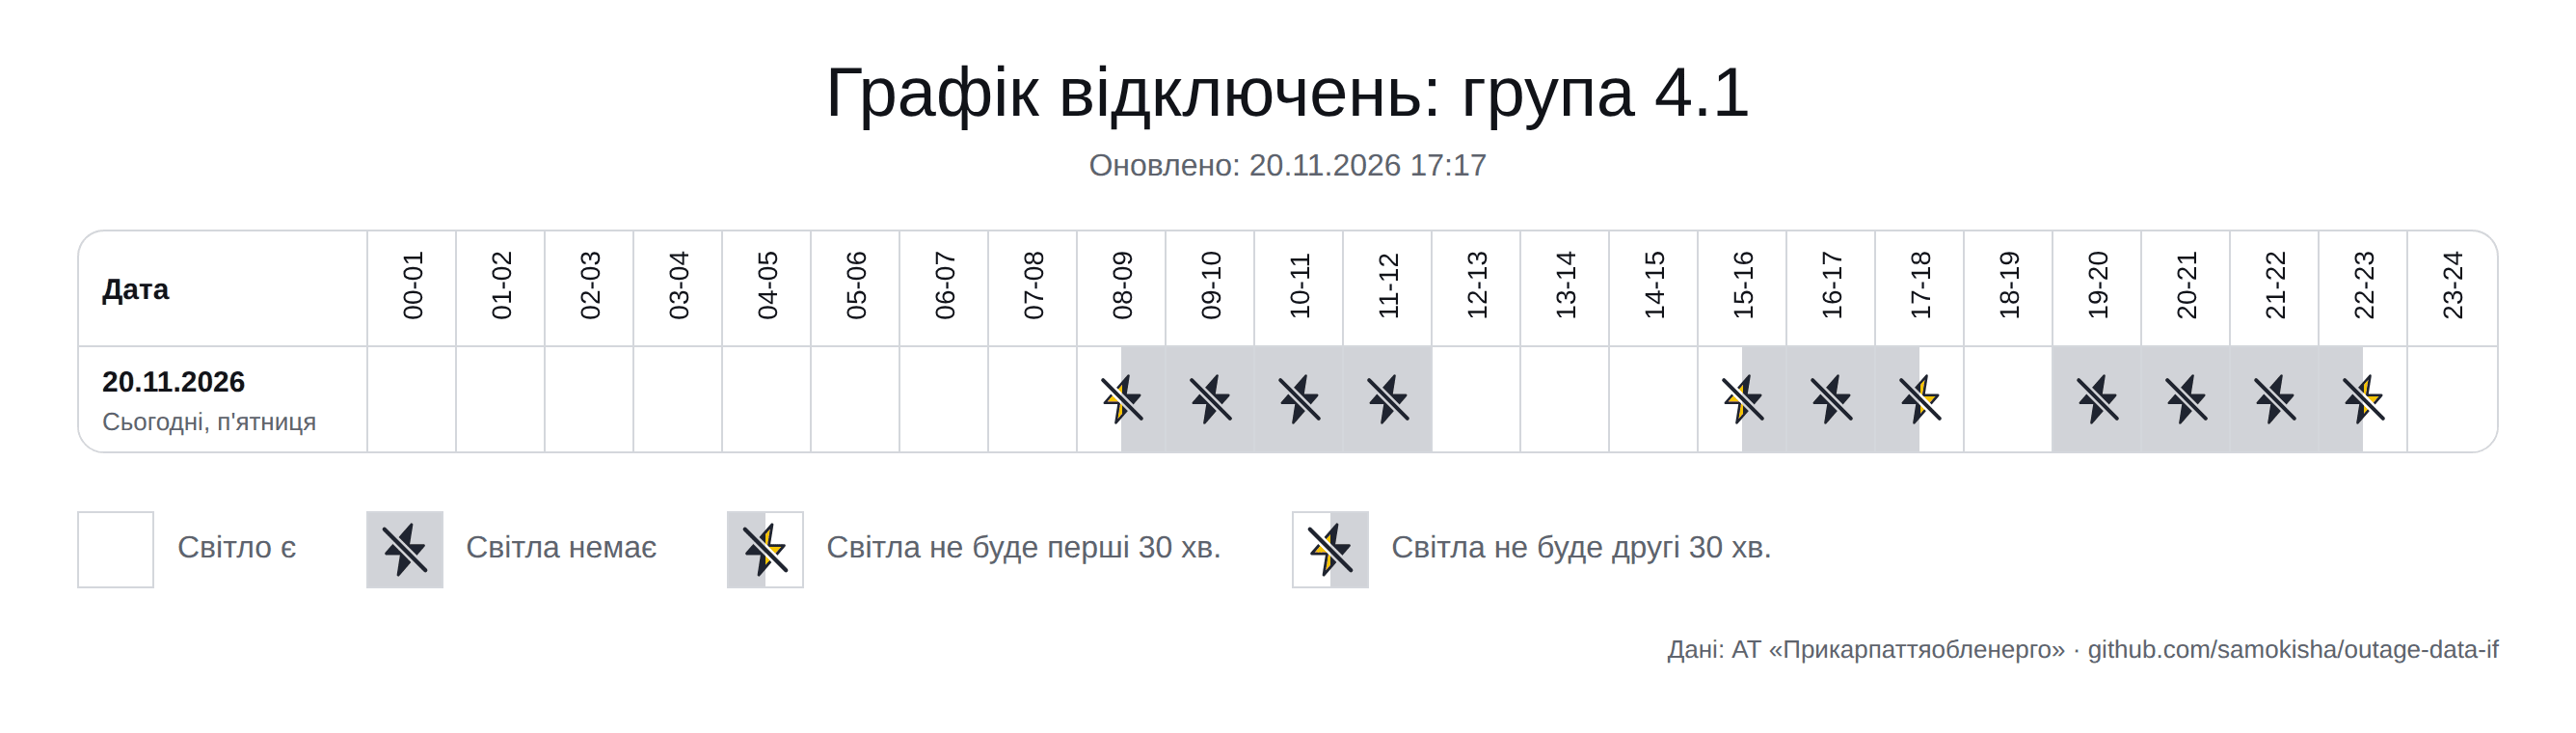 Графік відключень: група 4.1
Оновлено: 20.11.2026 17:17
Дата 00-01 01-02 02-03 03-04 04-05 05-06 06-07 07-08 08-09 09-10 10-11 11-12 12-13 13-14 14-15 15-16 16-17 17-18 18-19 19-20 20-21 21-22 22-23 23-24
20.11.2026
Сьогодні, п'ятниця
Світло є Світла немає Світла не буде перші 30 хв. Світла не буде другі 30 хв.
Дані: АТ «Прикарпаттяобленерго» · github.com/samokisha/outage-data-if